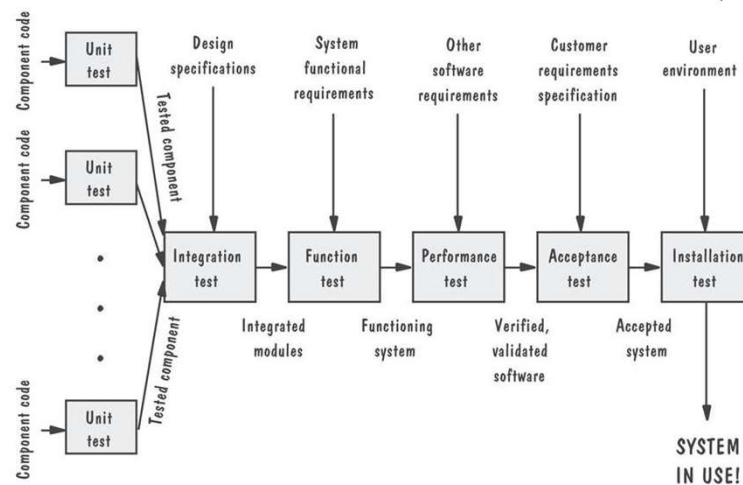 Component code
Unit
test
Design
specifications
System
functional
requirements
Other
software
requirements
Customer
requirements
specification
User
environment
Tested component
Component code
Unit
test
Integration
test
Function
test
Performance
test
Acceptance
test
Installation
test
Integrated
modules
Functioning
system
Verified,
validated
software
Accepted
system
Tested component
Component code
Unit
test
SYSTEM
IN USE!